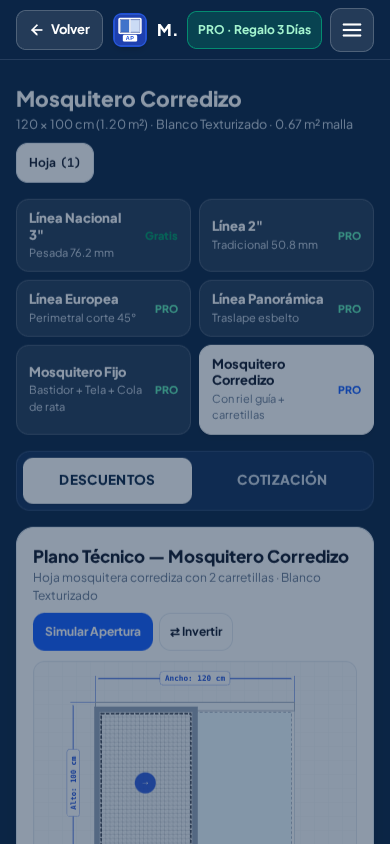 Volver
AP
M.
PRO · Regalo 3 Días
Mosquitero Corredizo
120 × 100 cm (1.20 m²) · Blanco Texturizado · 0.67 m² malla
Hoja (1)
Línea Nacional
3"
Pesada 76.2 mm
Gratis
Línea 2"
Tradicional 50.8 mm
PRO
Línea Europea
Perimetral corte 45°
PRO
Línea Panorámica
Traslape esbelto
PRO
Mosquitero Fijo
Bastidor + Tela + Cola
de rata
PRO
Mosquitero
Corredizo
Con riel guía +
carretillas
PRO
DESCUENTOS
COTIZACIÓN
Plano Técnico — Mosquitero Corredizo
Hoja mosquitera corrediza con 2 carretillas · Blanco
Texturizado
Simular Apertura
⇄ Invertir
Ancho: 120 cm
Alto: 100 cm